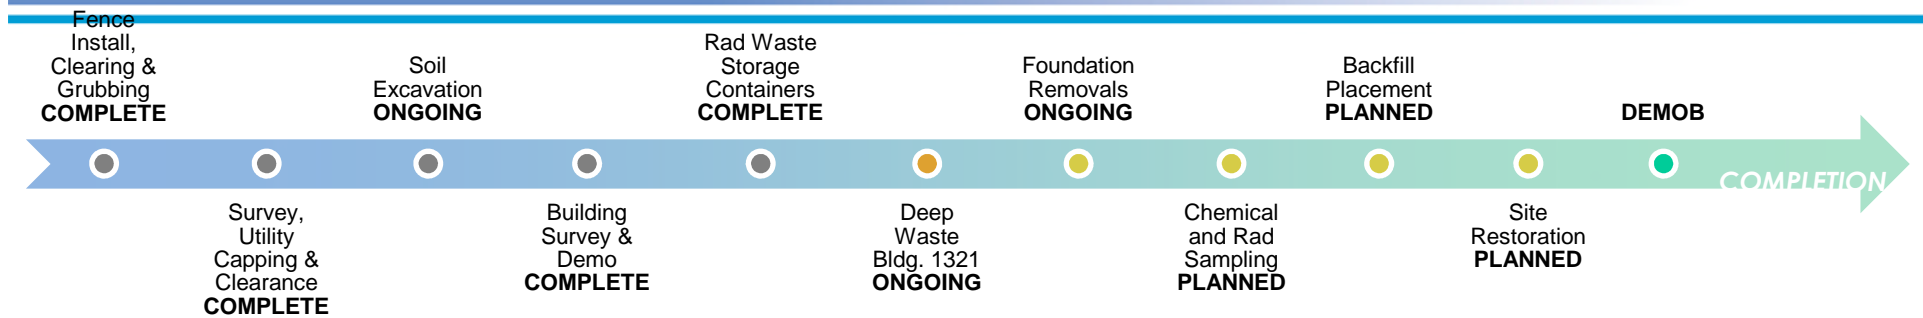 Fence
Install,
Clearing &
Grubbing
COMPLETE
Survey,
Utility
Capping &
Clearance
COMPLETE
Soil
Excavation
ONGOING
Building
Survey &
Demo
COMPLETE
Rad Waste
Storage
Containers
COMPLETE
Deep
Waste
Bldg. 1321
ONGOING
Foundation
Removals
ONGOING
Chemical
and Rad
Sampling
PLANNED
Backfill
Placement
PLANNED
Site
Restoration
PLANNED
DEMOB
COMPLETION